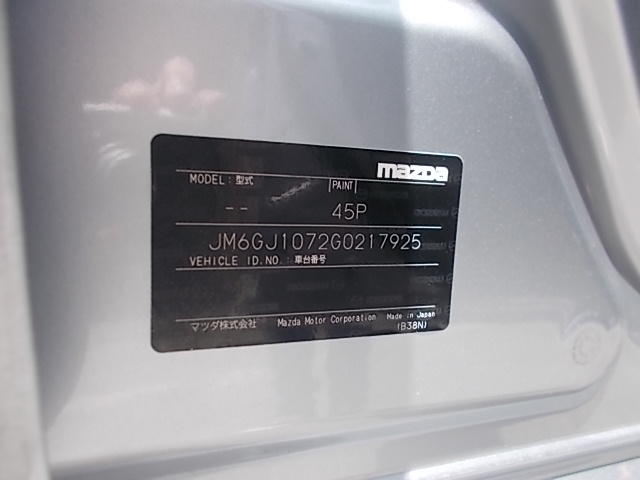 mazda
MODEL : 型式 PAINT
-- 45P
JM6GJ1072G0217925
VEHICLE ID.NO. : 車台番号
マツダ株式会社 Mazda Motor Corporation Made in Japan
(B38N)